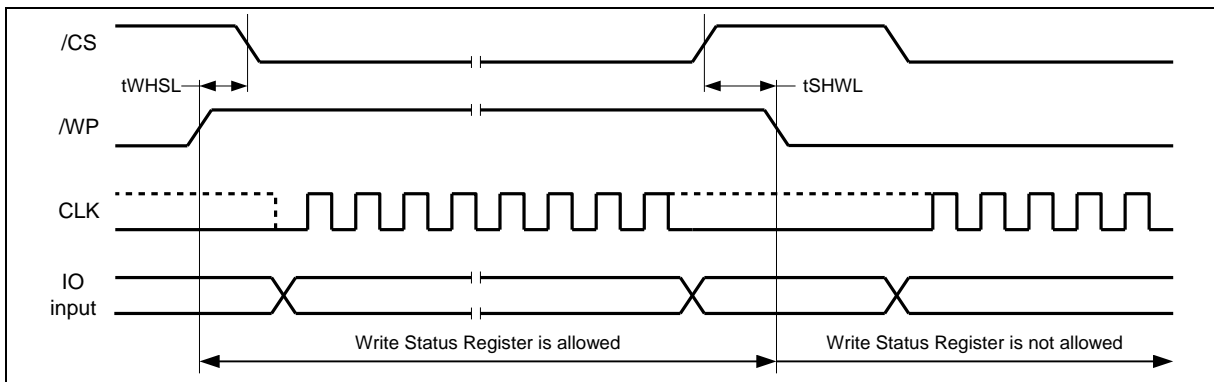 /CS
tWHSL
tSHWL
/WP
CLK
IO
input
Write Status Register is allowed
Write Status Register is not allowed